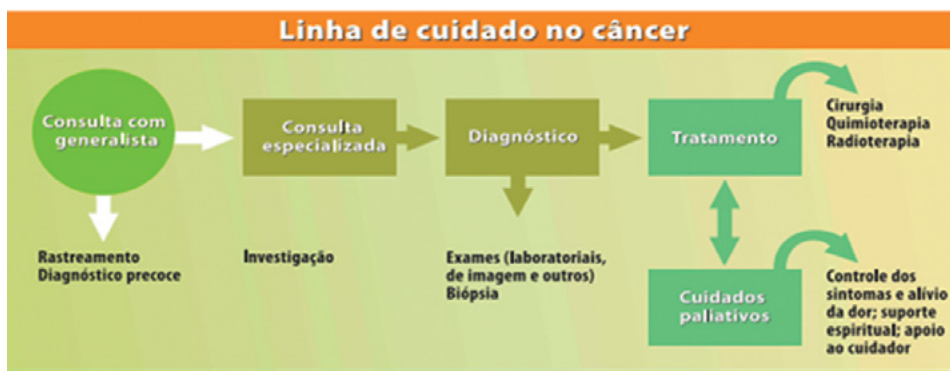 Linha de cuidado no câncer
Consulta com
generalista
Consulta
especializada
Diagnóstico
Tratamento
Cirurgia
Quimioterapia
Radioterapia
Rastreamento
Diagnóstico precoce
Investigação
Exames (laboratoriais,
de imagem e outros)
Biópsia
Cuidados
paliativos
Controle dos
sintomas e alívio
da dor; suporte
espiritual; apoio
ao cuidador